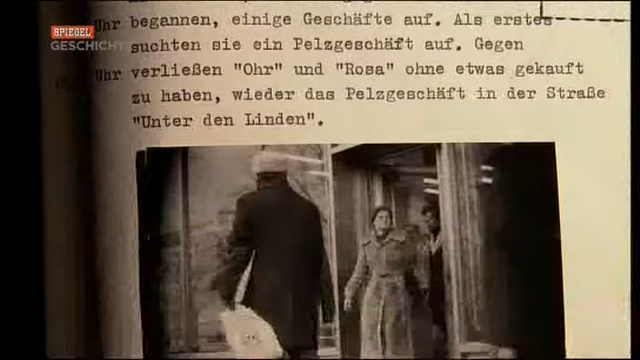 SPIEGEL
GESCHICHTE
Uhr begannen, einige Geschäfte auf. Als erstes
suchten sie ein Pelzgeschäft auf. Gegen
Uhr verließen "Ohr" und "Rosa" ohne etwas gekauft
zu haben, wieder das Pelzgeschäft in der Straße
"Unter den Linden".